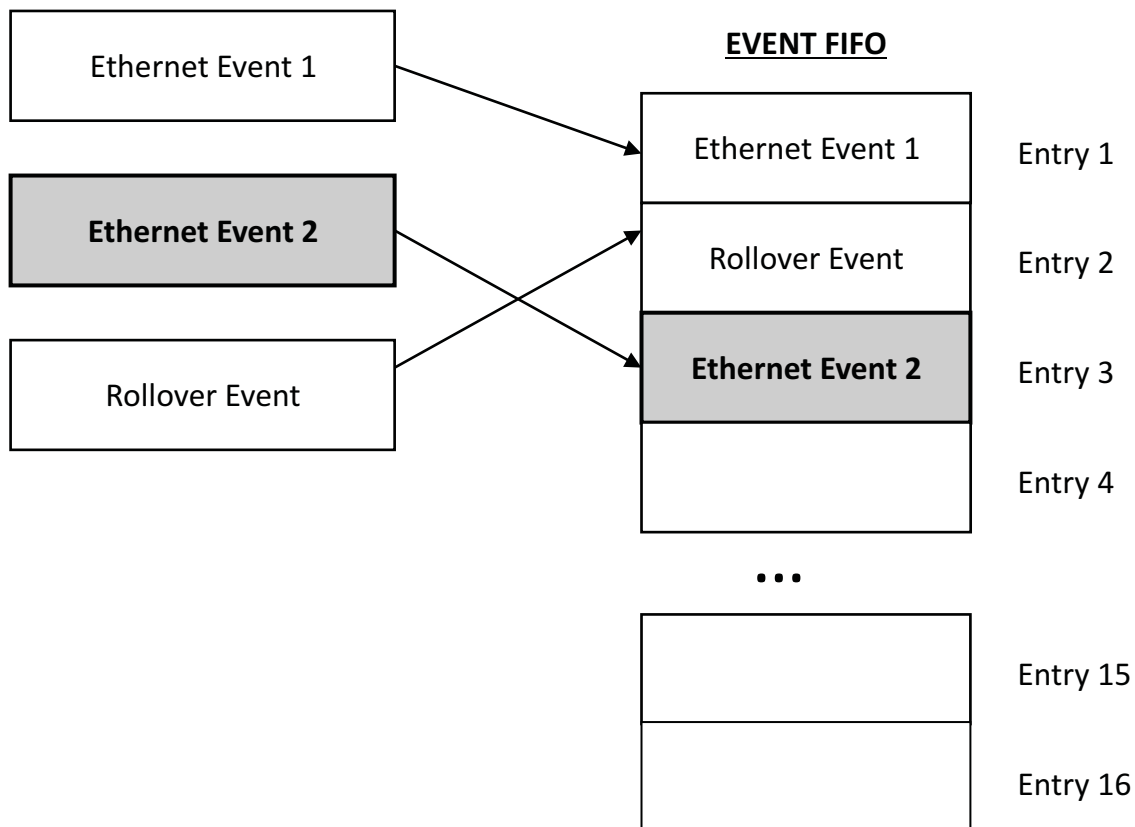 Ethernet Event 1
Ethernet Event 2
Rollover Event
EVENT FIFO
Ethernet Event 1
Entry 1
Rollover Event
Entry 2
Ethernet Event 2
Entry 3
Entry 4
...
Entry 15
Entry 16